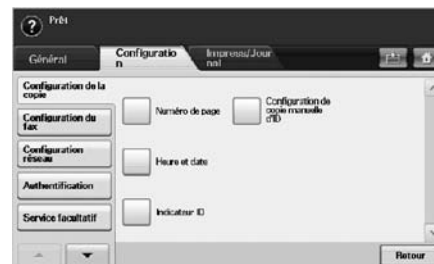 Prêt
Général
Configuratio
n
Impress/Jour
nal
Configuration de la
copie
Configuration du
fax
Configuration
réseau
Authentification
Service facultatif
Numéro de page
Configuration de
copie manuelle
d'ID
Heure et date
Indicateur ID
Retour